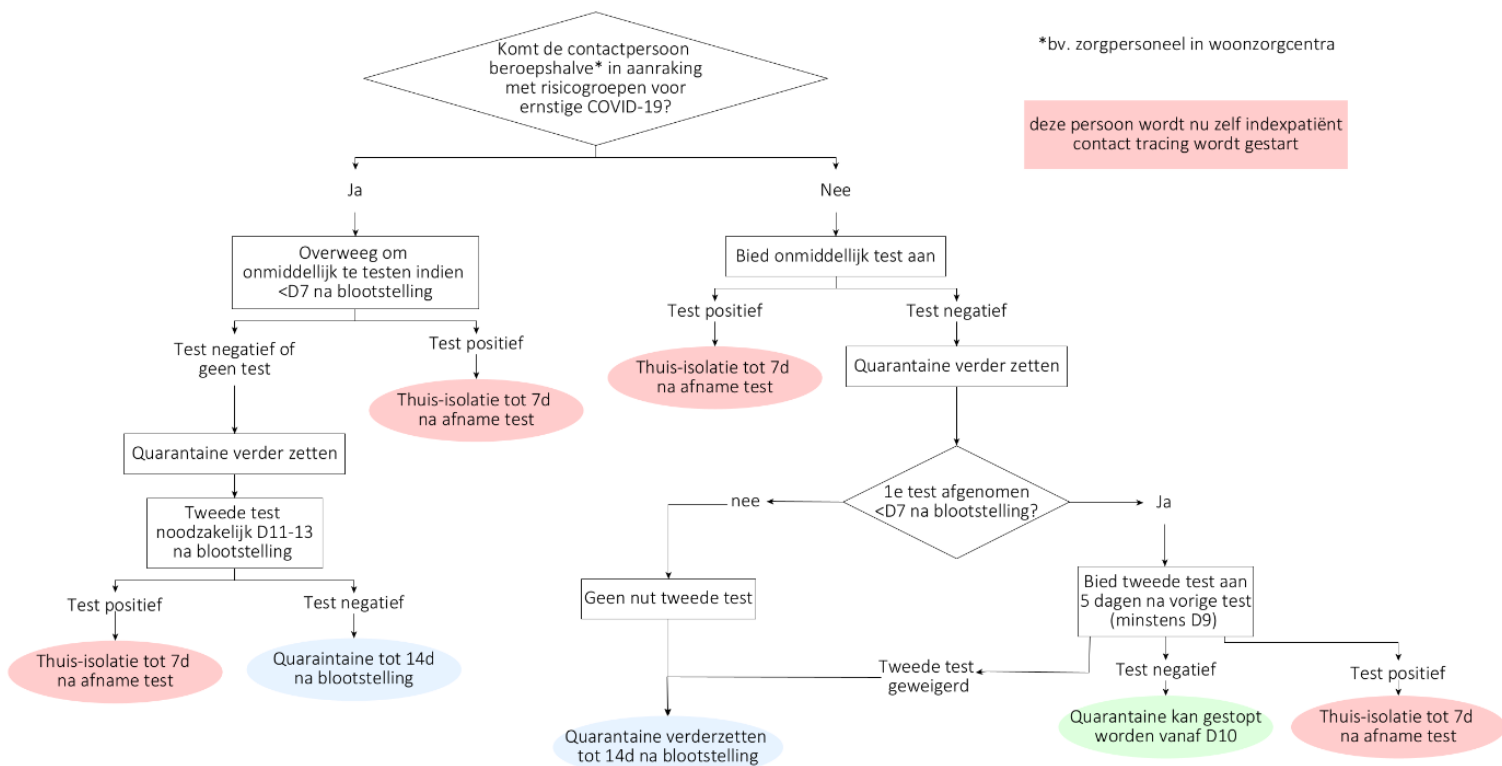 Komt de contactpersoon
beroepshalve* in aanraking
met risicogroepen voor
ernstige COVID-19?
*bv. zorgpersoneel in woonzorgcentra
deze persoon wordt nu zelf indexpatiënt
contact tracing wordt gestart
Ja
Nee
Overweeg om
onmiddellijk te testen indien
<D7 na blootstelling
Bied onmiddellijk test aan
Test negatief of
geen test
Test positief
Test positief
Test negatief
Thuis-isolatie tot 7d
na afname test
Thuis-isolatie tot 7d
na afname test
Quarantaine verder zetten
Quarantaine verder zetten
Tweede test
noodzakelijk D11-13
na blootstelling
1e test afgenomen
<D7 na blootstelling?
nee
Ja
Test positief
Test negatief
Geen nut tweede test
Bied tweede test aan
5 dagen na vorige test
(minstens D9)
Thuis-isolatie tot 7d
na afname test
Quaraintaine tot 14d
na blootstelling
Tweede test
geweigerd
Test negatief
Test positief
Quarantaine verderzetten
tot 14d na blootstelling
Quarantaine kan gestopt
worden vanaf D10
Thuis-isolatie tot 7d
na afname test